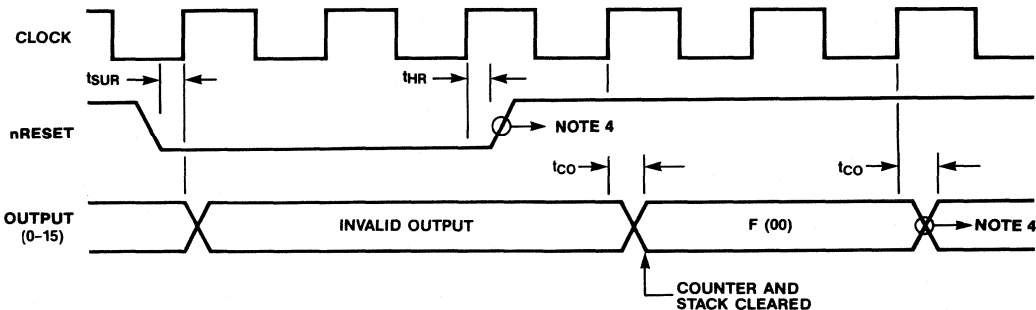 CLOCK
tSUR
tHR
nRESET
NOTE 4
tCO
tCO
OUTPUT
(0–15)
INVALID OUTPUT
F (00)
NOTE 4
COUNTER AND
STACK CLEARED